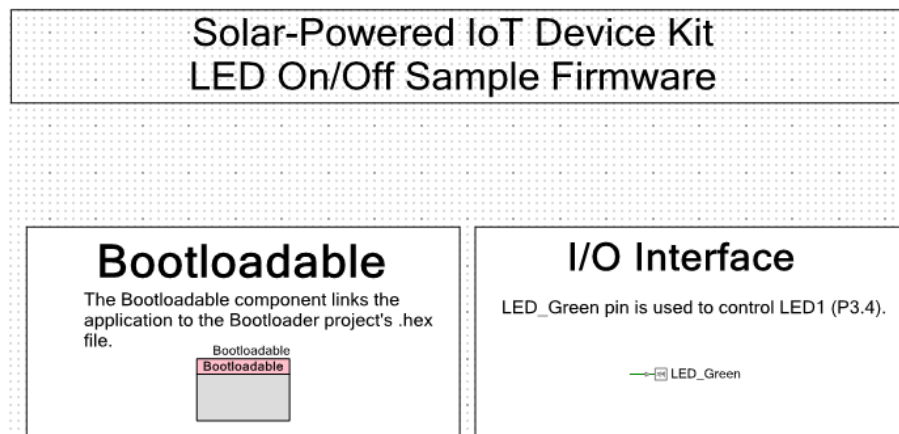 Solar-Powered IoT Device Kit
LED On/Off Sample Firmware
Bootloadable
The Bootloadable component links the
application to the Bootloader project's .hex
file.
Bootloadable
Bootloadable
I/O Interface
LED_Green pin is used to control LED1 (P3.4).
LED_Green